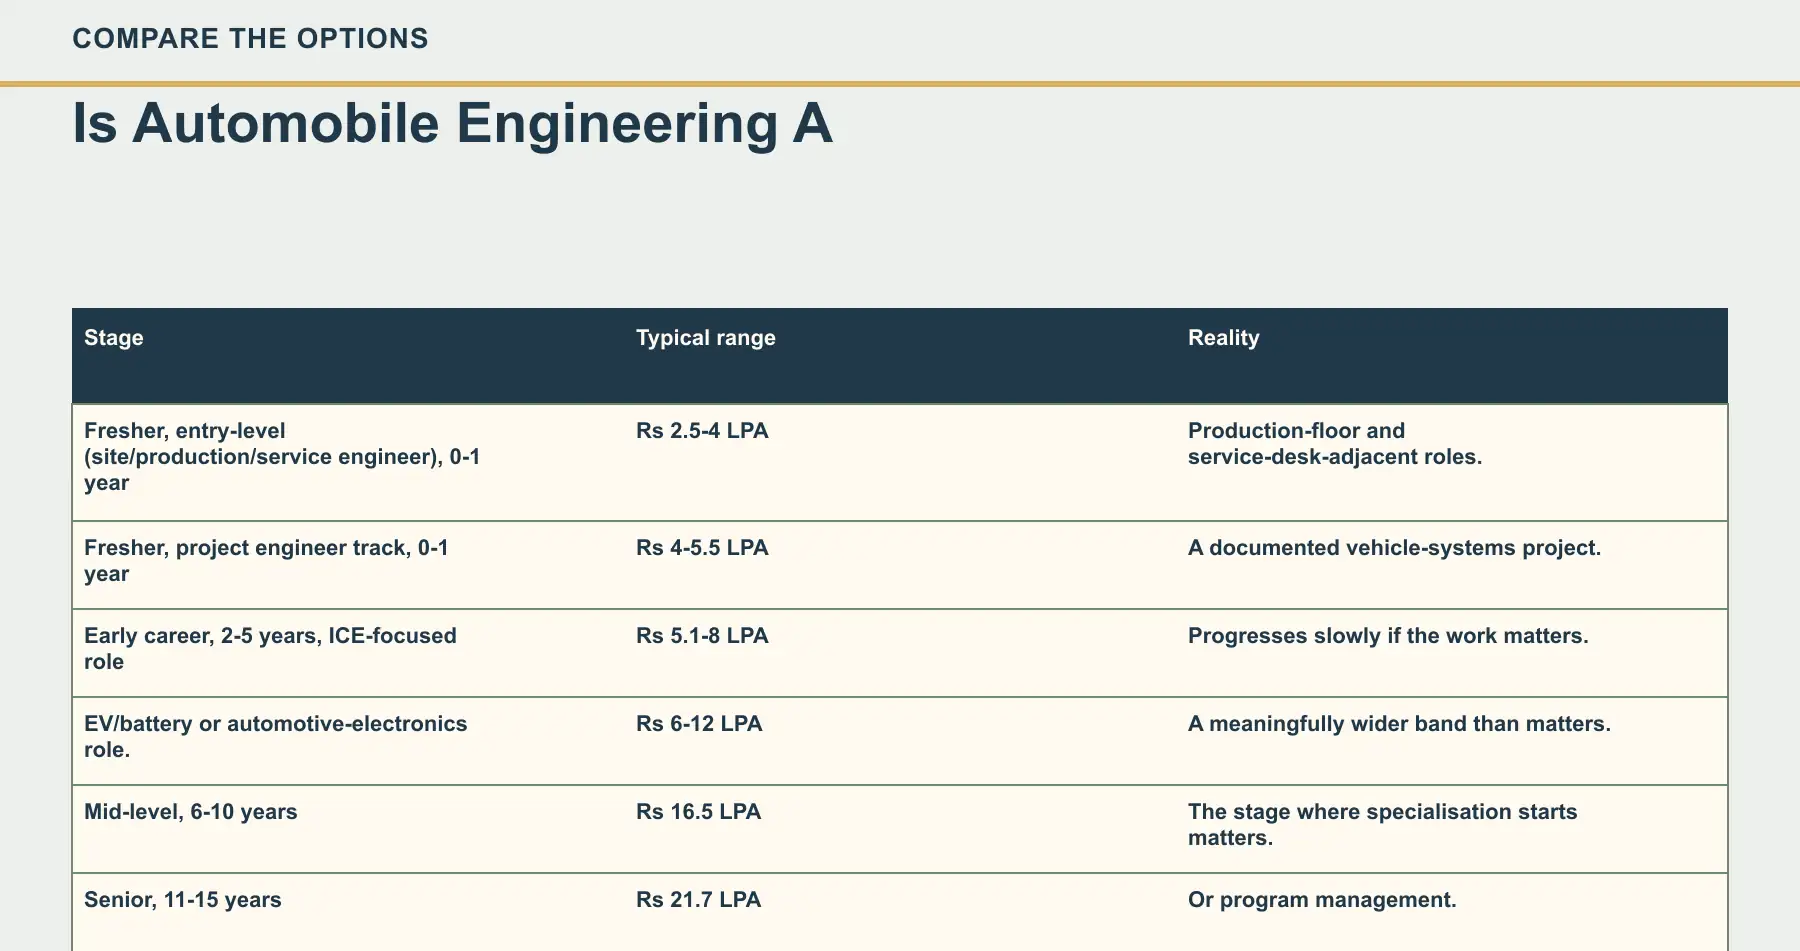 COMPARE THE OPTIONS
Is Automobile Engineering A
Stage
Typical range
Reality
Fresher, entry-level
(site/production/service engineer), 0-1
year
Rs 2.5-4 LPA
Production-floor and
service-desk-adjacent roles.
Fresher, project engineer track, 0-1
year
Rs 4-5.5 LPA
A documented vehicle-systems project.
Early career, 2-5 years, ICE-focused
role
Rs 5.1-8 LPA
Progresses slowly if the work matters.
EV/battery or automotive-electronics
role.
Rs 6-12 LPA
A meaningfully wider band than matters.
Mid-level, 6-10 years
Rs 16.5 LPA
The stage where specialisation starts
matters.
Senior, 11-15 years
Rs 21.7 LPA
Or program management.